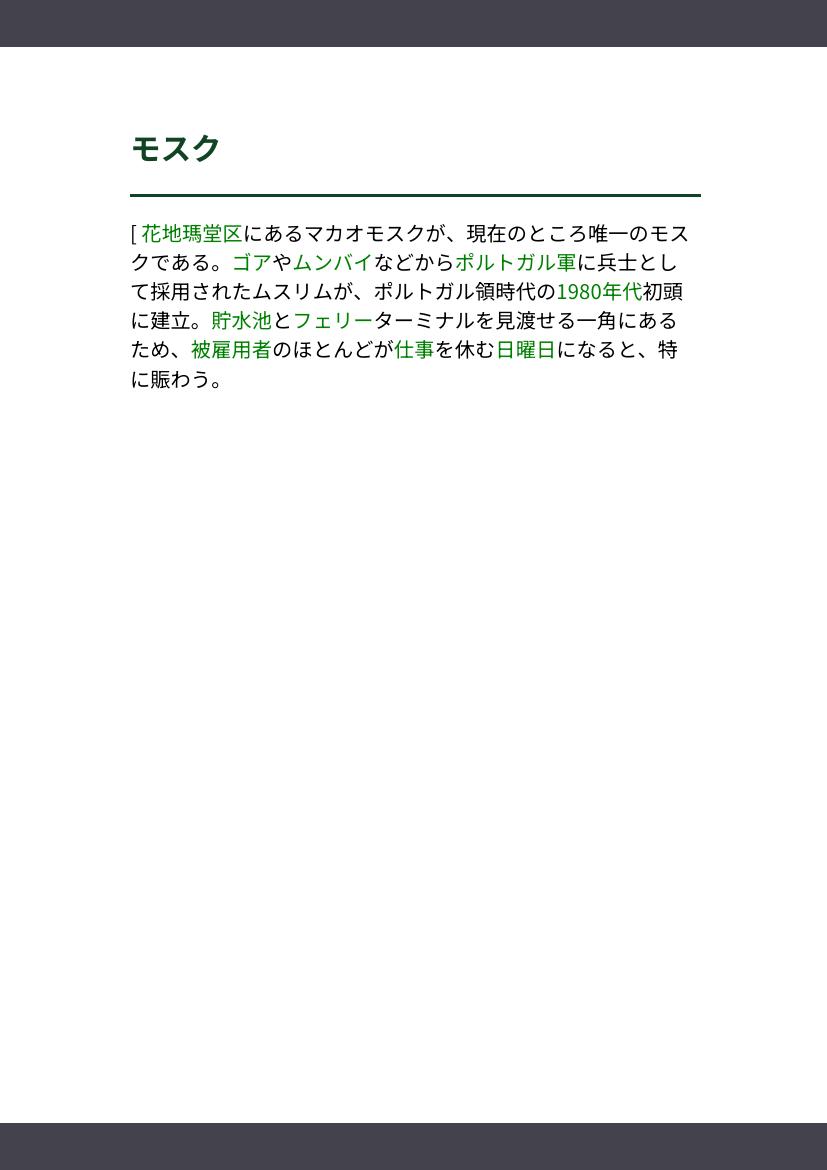 モスク
[ 花地瑪堂区にあるマカオモスクが、現在のところ唯一のモス
クである。ゴアやムンバイなどからポルトガル軍に兵士とし
て採用されたムスリムが、ポルトガル領時代の1980年代初頭
に建立。貯水池とフェリーターミナルを見渡せる一角にある
ため、被雇用者のほとんどが仕事を休む日曜日になると、特
に賑わう。